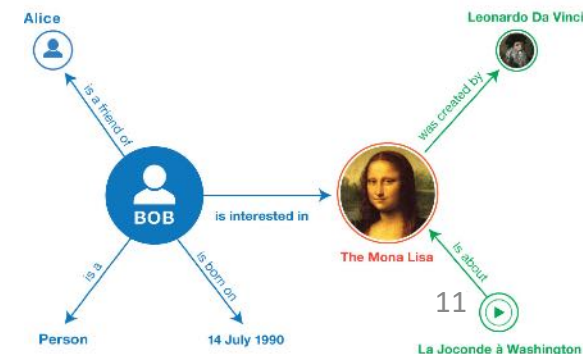 Alice
Leonardo Da Vinci
is a friend of
was created by
BOB
is interested in
The Mona Lisa
is a
is born on
is about
11
Person
14 July 1990
La Joconde à Washington